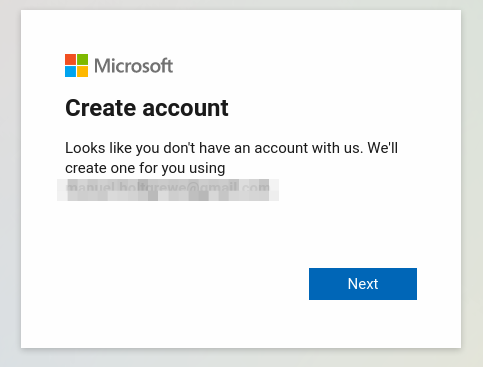 Microsoft
Create account
Looks like you don't have an account with us. We'll
create one for you using
Next